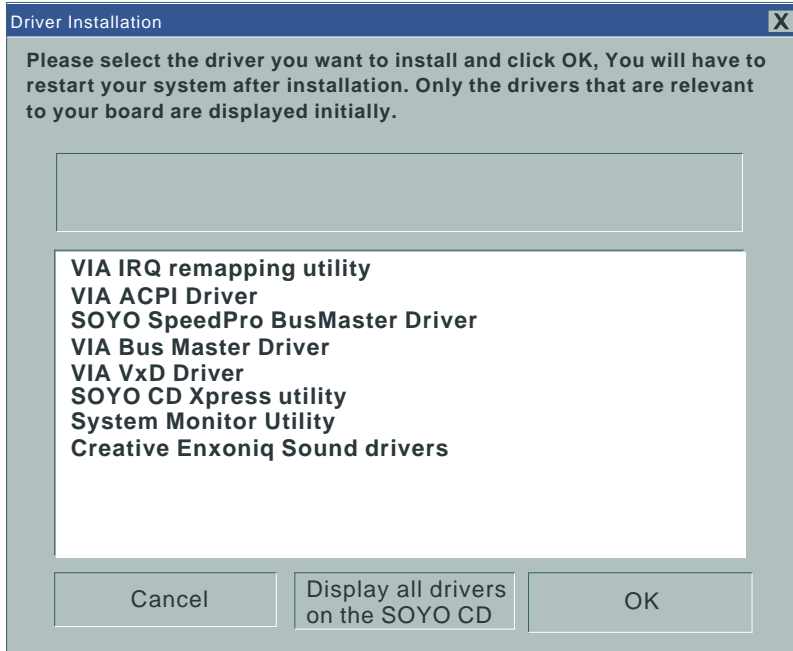 Driver Installation
X
Please select the driver you want to install and click OK, You will have to
restart your system after installation. Only the drivers that are relevant
to your board are displayed initially.
VIA IRQ remapping utility
VIA ACPI Driver
SOYO SpeedPro BusMaster Driver
VIA Bus Master Driver
VIA VxD Driver
SOYO CD Xpress utility
System Monitor Utility
Creative Enxoniq Sound drivers
Cancel
Display all drivers
on the SOYO CD
OK